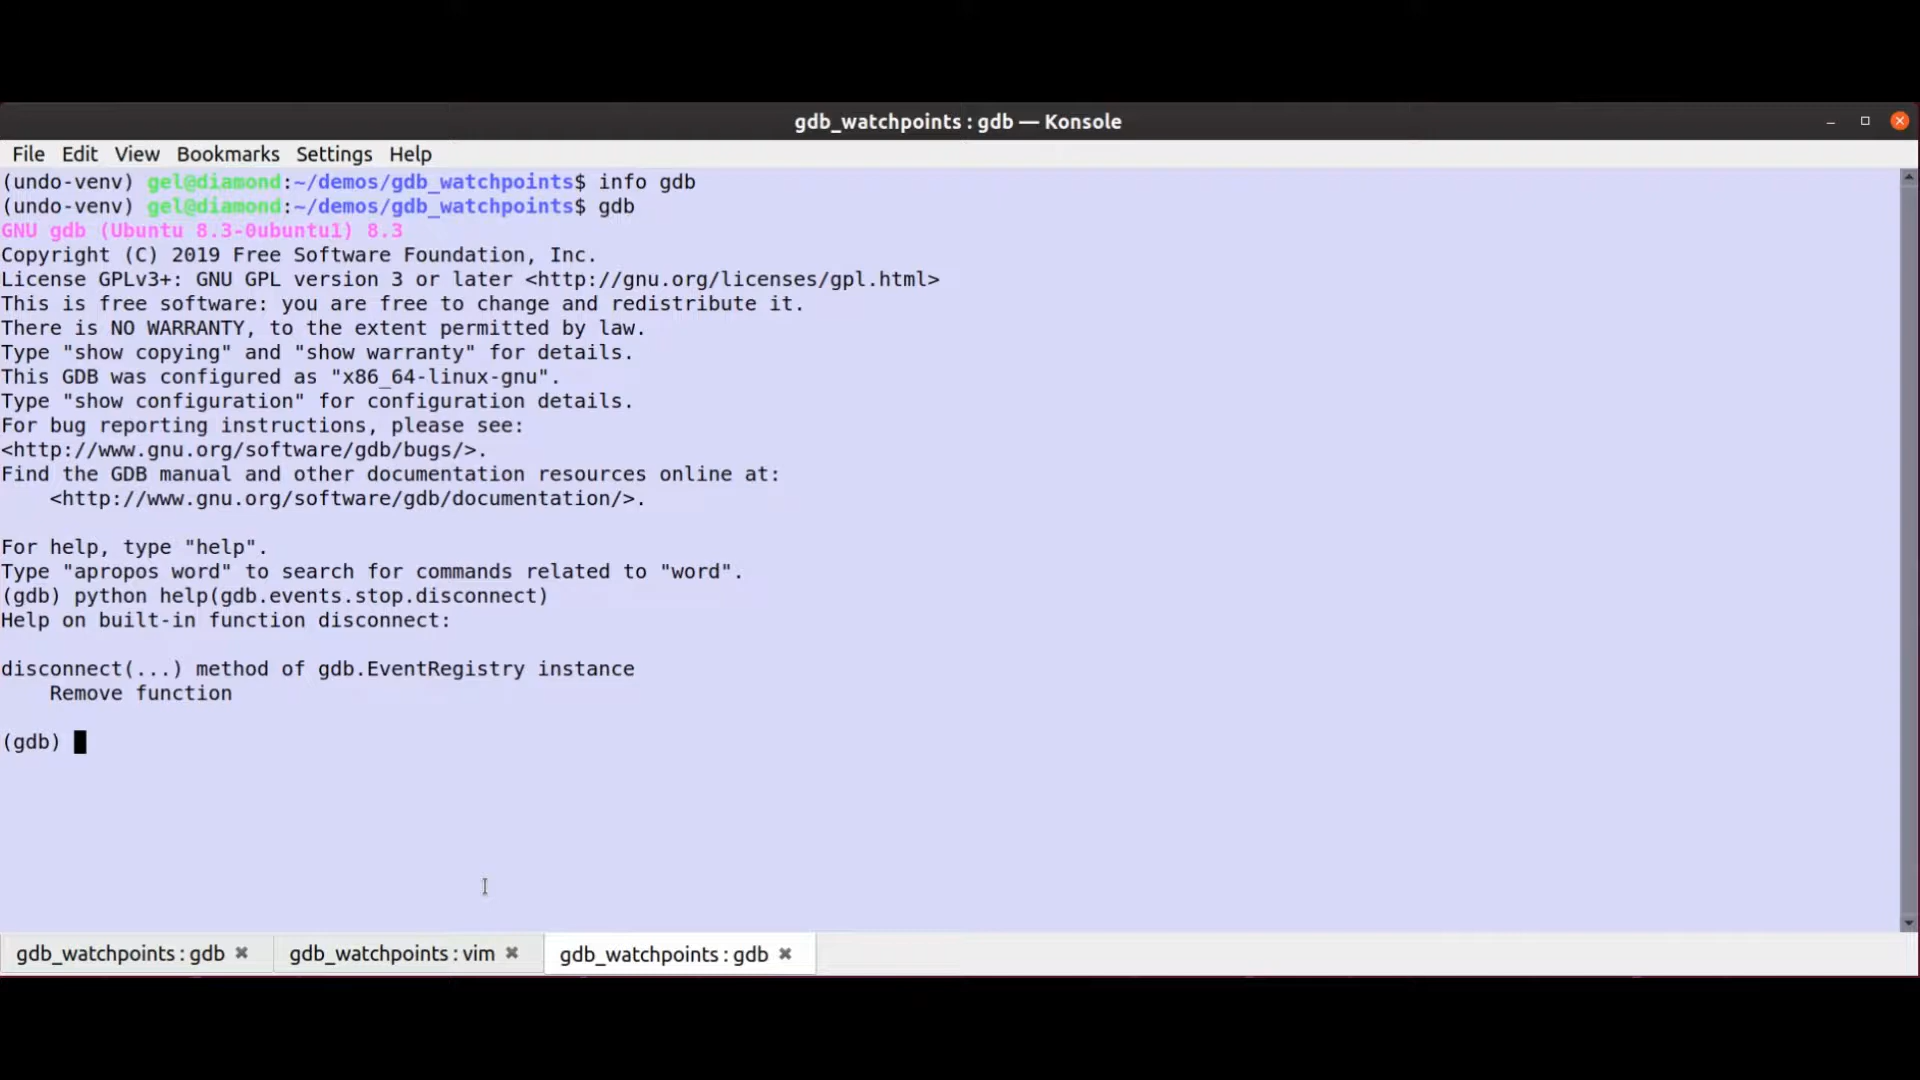 gdb_watchpoints : gdb — Konsole
File Edit View Bookmarks Settings Help
(undo-venv) gel@diamond:~/demos/gdb_watchpoints$ info gdb
(undo-venv) gel@diamond:~/demos/gdb_watchpoints$ gdb
GNU gdb (Ubuntu 8.3-0ubuntu1) 8.3
Copyright (C) 2019 Free Software Foundation, Inc.
License GPLv3+: GNU GPL version 3 or later <http://gnu.org/licenses/gpl.html>
This is free software: you are free to change and redistribute it.
There is NO WARRANTY, to the extent permitted by law.
Type "show copying" and "show warranty" for details.
This GDB was configured as "x86_64-linux-gnu".
Type "show configuration" for configuration details.
For bug reporting instructions, please see:
<http://www.gnu.org/software/gdb/bugs/>.
Find the GDB manual and other documentation resources online at:
    <http://www.gnu.org/software/gdb/documentation/>.
For help, type "help".
Type "apropos word" to search for commands related to "word".
(gdb) python help(gdb.events.stop.disconnect)
Help on built-in function disconnect:
disconnect(...) method of gdb.EventRegistry instance
    Remove function
(gdb)
gdb_watchpoints : gdb gdb_watchpoints : vim gdb_watchpoints : gdb